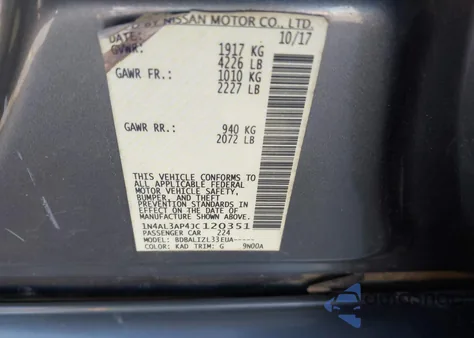 BY NISSAN MOTOR CO., LTD.
DATE: 10/17
GVWR: 1917 KG
4226 LB
GAWR FR.: 1010 KG
2227 LB
GAWR RR.: 940 KG
2072 LB
THIS VEHICLE CONFORMS TO
ALL APPLICABLE FEDERAL
MOTOR VEHICLE SAFETY,
BUMPER, AND THEFT
PREVENTION STANDARDS IN
EFFECT ON THE DATE OF
MANUFACTURE SHOWN ABOVE.
1N4AL3AP4JC120351
PASSENGER CAR 224
MODEL: BDBALIZL33EUA-----
COLOR: KAD TRIM: G 9N00A